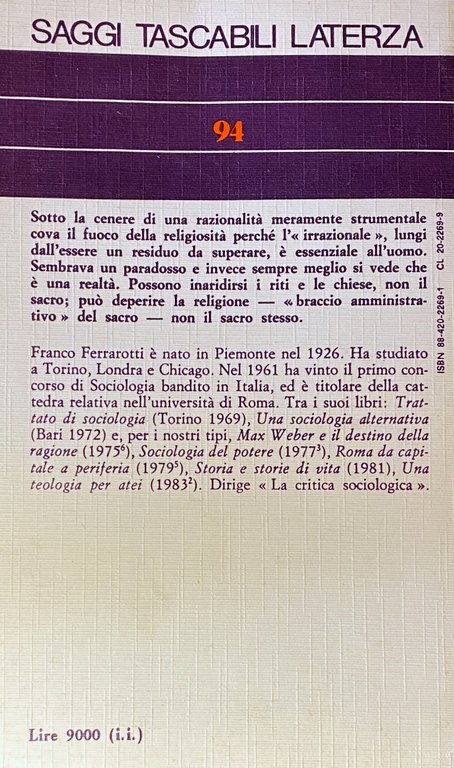 SAGGI TASCABILI LATERZA
94
Sotto la cenere di una razionalità meramente strumentale
cova il fuoco della religiosità perché l'« irrazionale », lungi
dall'essere un residuo da superare, è essenziale all'uomo.
Sembrava un paradosso e invece sempre meglio si vede che
è una realtà. Possono inaridirsi i riti e le chiese, non il
sacro; può deperire la religione — « braccio amministra-
tivo » del sacro — non il sacro stesso.
Franco Ferrarotti è nato in Piemonte nel 1926. Ha studiato
a Torino, Londra e Chicago. Nel 1961 ha vinto il primo con-
corso di Sociologia bandito in Italia, ed è titolare della cat-
tedra relativa nell'università di Roma. Tra i suoi libri: Trat-
tato di sociologia (Torino 1969), Una sociologia alternativa
(Bari 1972) e, per i nostri tipi, Max Weber e il destino della
ragione (1975⁶), Sociologia del potere (1977³), Roma da capi-
tale a periferia (1979⁵), Storia e storie di vita (1981), Una
teologia per atei (1983²). Dirige « La critica sociologica ».
Lire 9000 (i.i.)
ISBN 88-420-2269-1 CL 20-2269-9